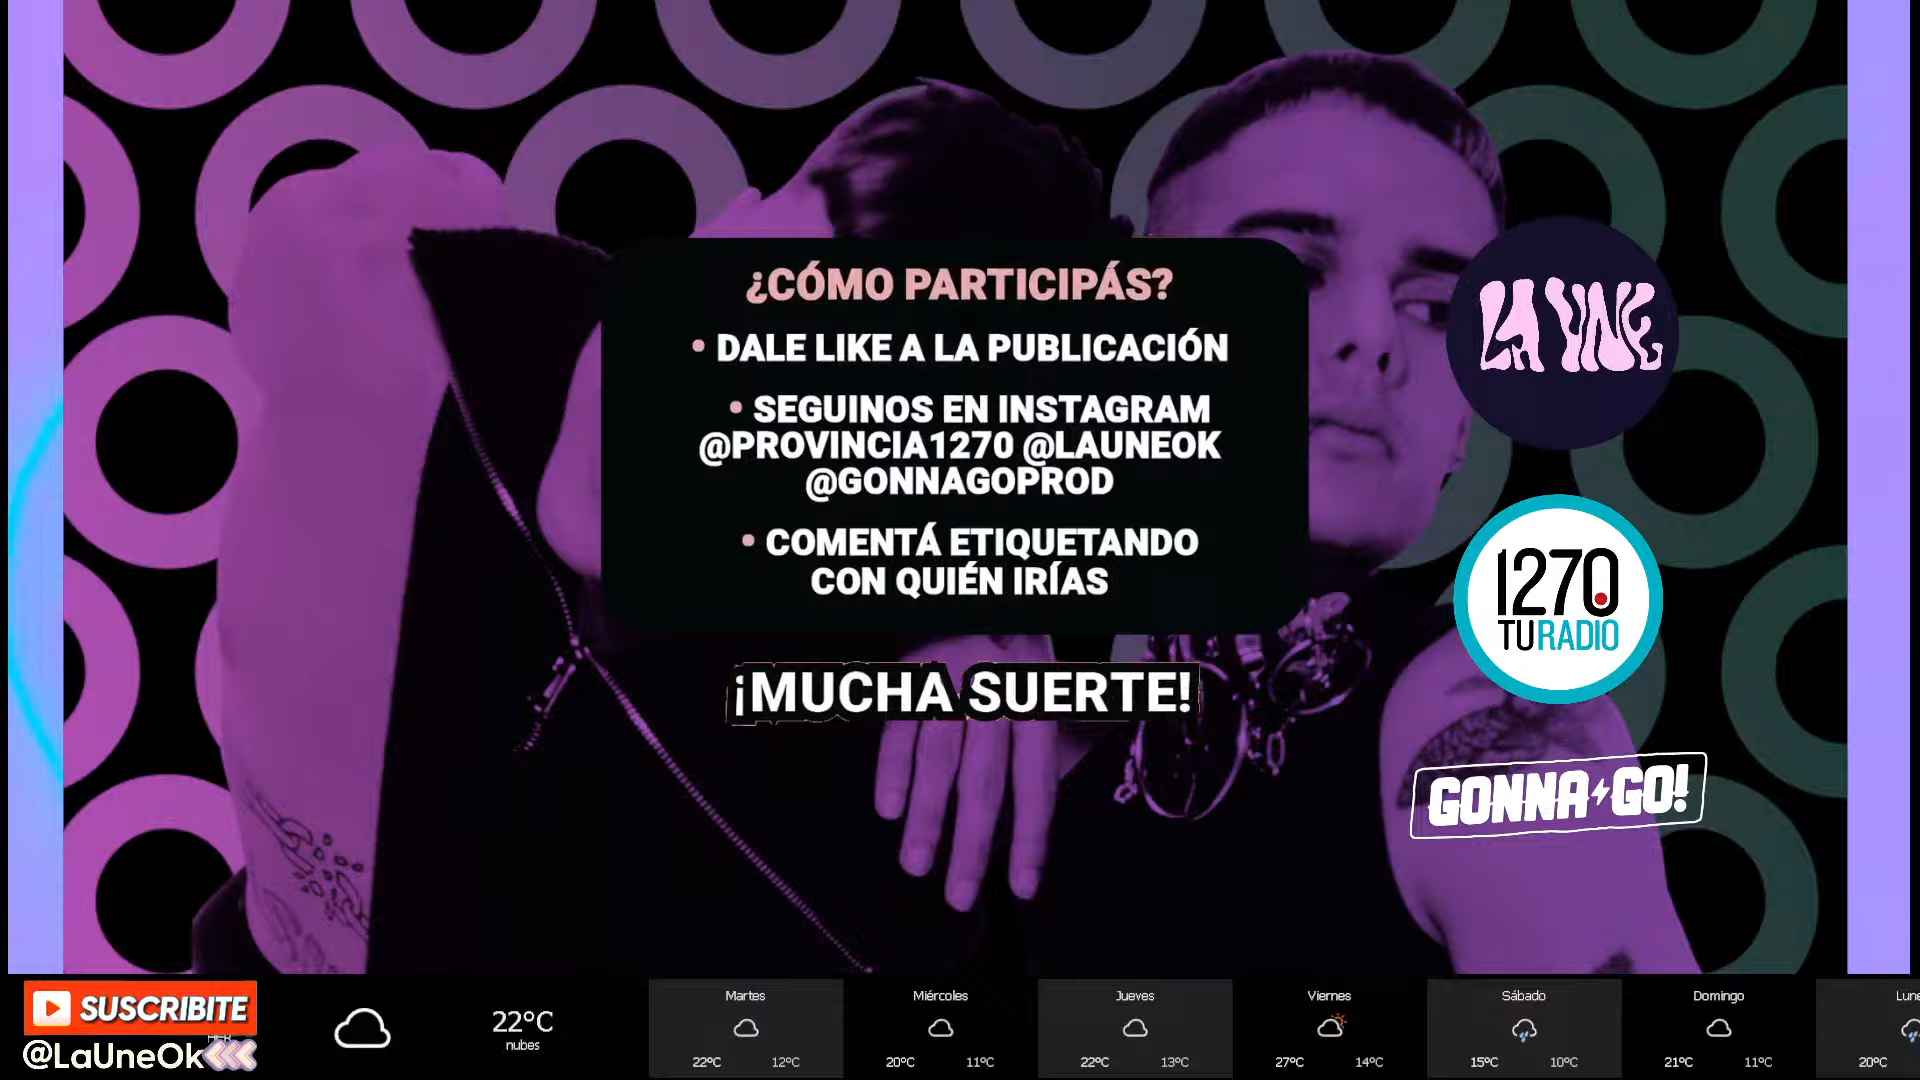 ¿CÓMO PARTICIPÁS?
• DALE LIKE A LA PUBLICACIÓN
• SEGUINOS EN INSTAGRAM
@PROVINCIA1270 @LAUNEOK
@GONNAGOPROD
• COMENTÁ ETIQUETANDO
CON QUIÉN IRÍAS
¡MUCHA SUERTE!
LA UNE
1270
TURADIO
GONNA GO!
SUSCRIBITE
@LaUneOk
22°C
nubes
Martes
22°C 12°C
Miércoles
20°C 11°C
Jueves
22°C 13°C
Viernes
27°C 14°C
Sábado
15°C 10°C
Domingo
21°C 11°C
Lune
20°C